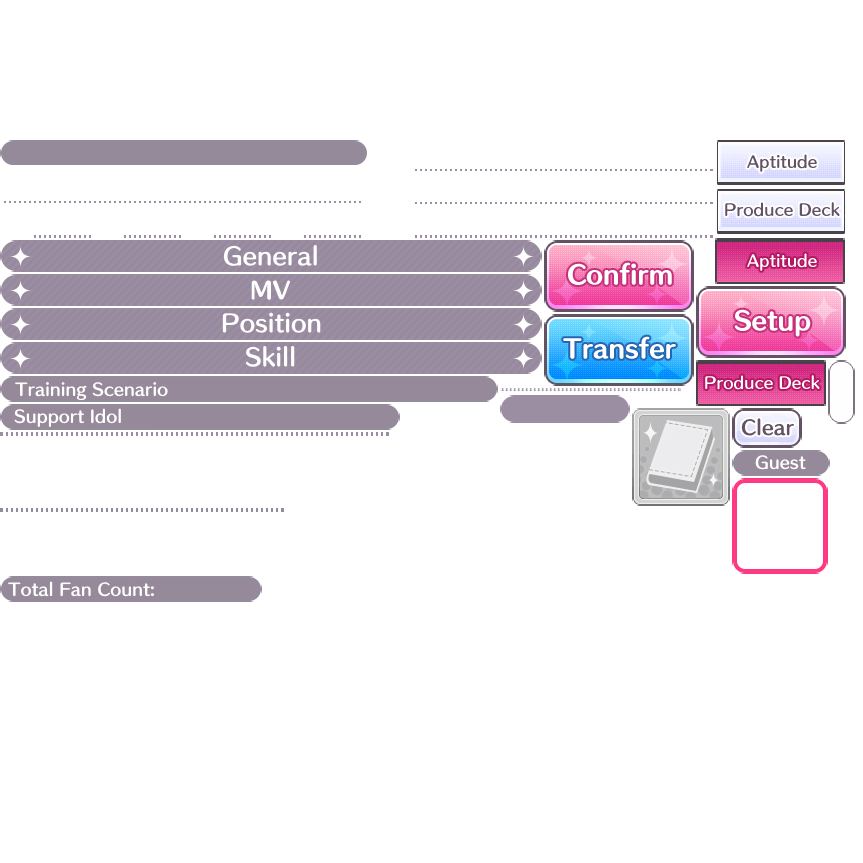 Aptitude
Produce Deck
General
Confirm
Aptitude
MV
Position
Setup
Transfer
Skill
Training Scenario
Produce Deck
Support Idol
Clear
Guest
Total Fan Count: